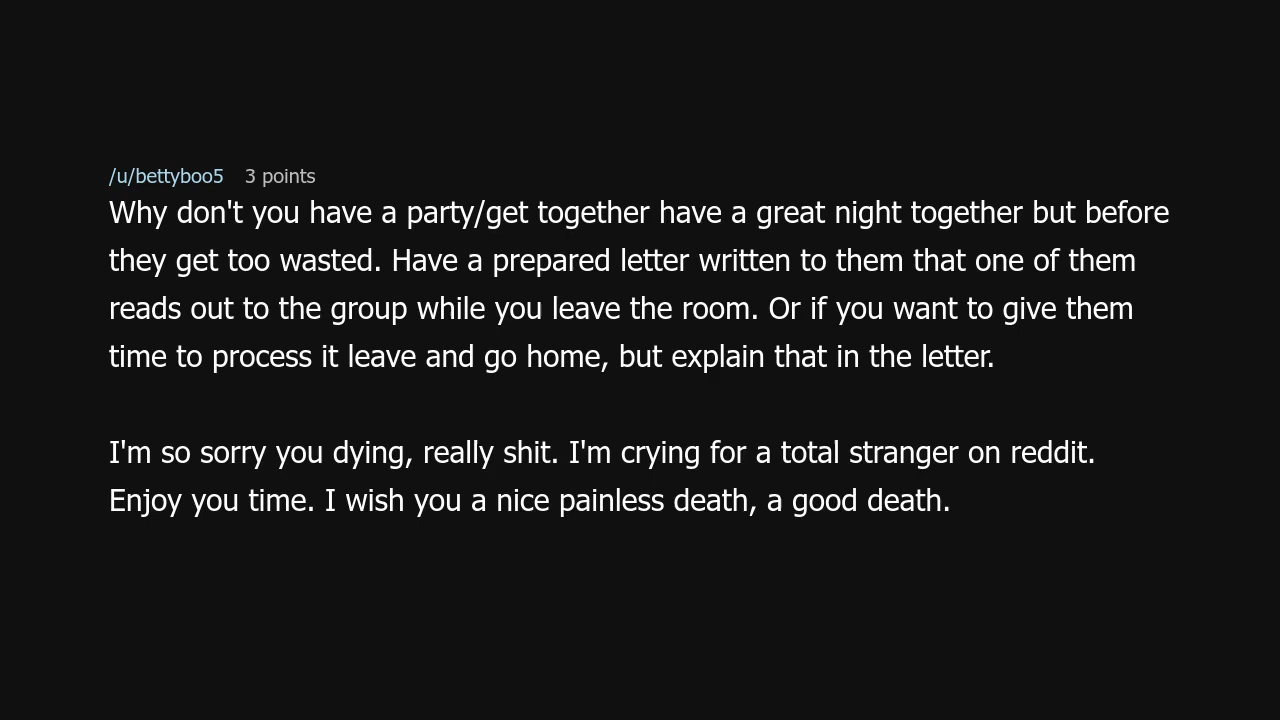 /u/bettyboo5 3 points
Why don't you have a party/get together have a great night together but before
they get too wasted. Have a prepared letter written to them that one of them
reads out to the group while you leave the room. Or if you want to give them
time to process it leave and go home, but explain that in the letter.
I'm so sorry you dying, really shit. I'm crying for a total stranger on reddit.
Enjoy you time. I wish you a nice painless death, a good death.